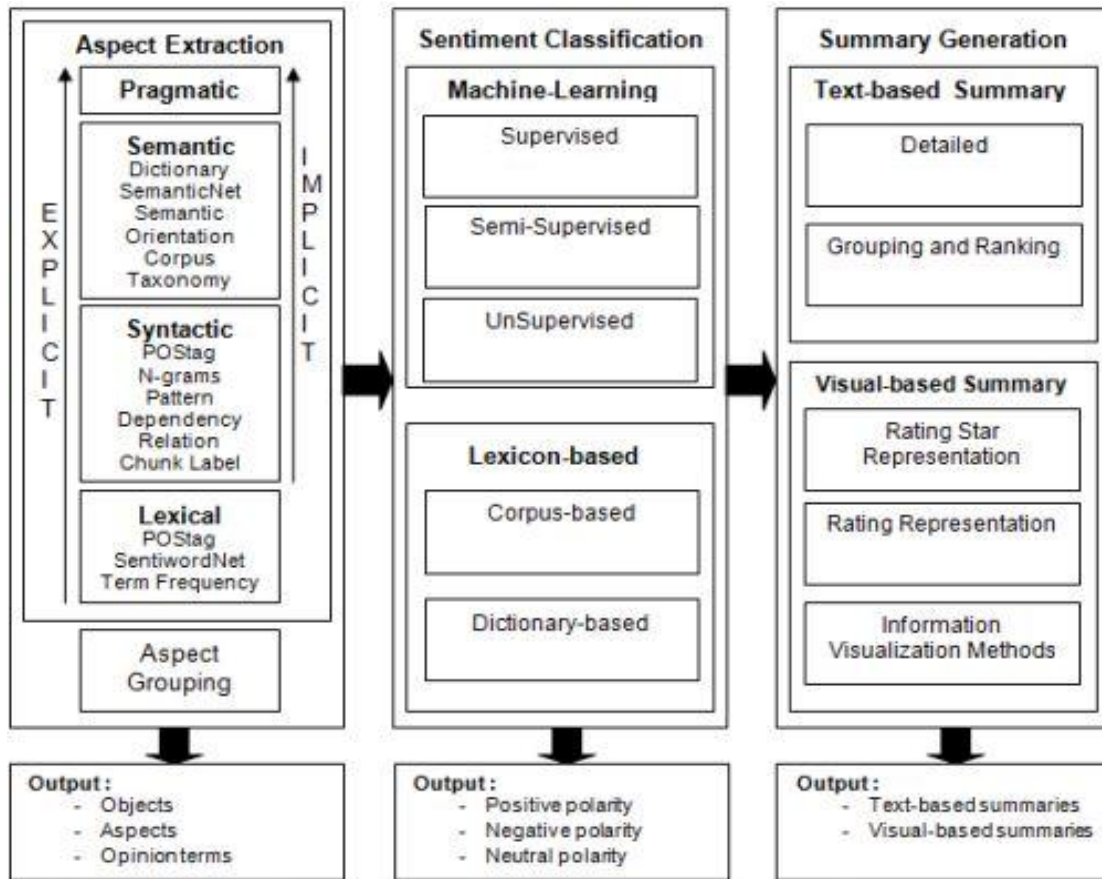 Aspect Extraction
EXPLICIT
Pragmatic
Semantic
Dictionary
SemanticNet
Semantic
Orientation
Corpus
Taxonomy
Syntactic
POStag
N-grams
Pattern
Dependency
Relation
Chunk Label
Lexical
POStag
SentiwordNet
Term Frequency
IMPLICIT
Aspect
Grouping
Output:
- Objects
- Aspects
- Opinionterms
Sentiment Classification
Machine-Learning
Supervised
Semi-Supervised
UnSupervised
Lexicon-based
Corpus-based
Dictionary-based
Output:
- Positive polarity
- Negative polarity
- Neutral polarity
Summary Generation
Text-based Summary
Detailed
Grouping and Ranking
Visual-based Summary
Rating Star
Representation
Rating Representation
Information
Visualization Methods
Output:
- Text-based summaries
- Visual-based summaries